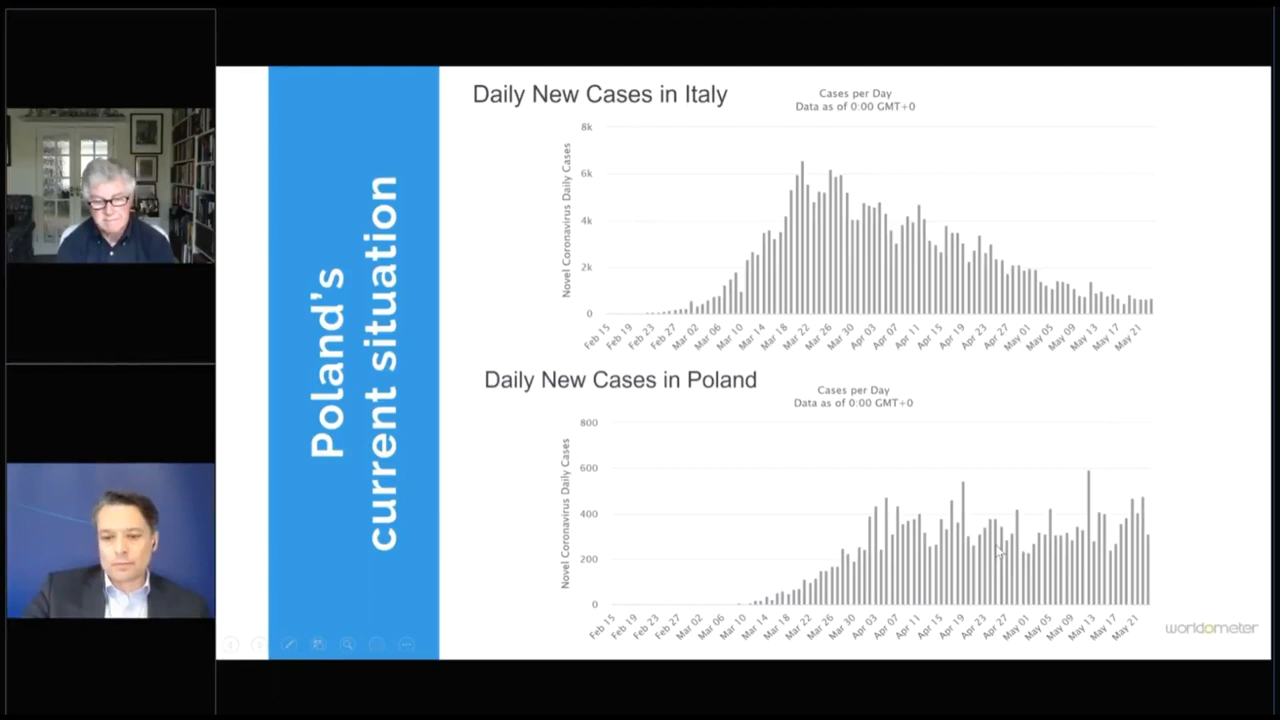 Poland's
current situation
Daily New Cases in Italy
Cases per Day
Data as of 0:00 GMT+0
Novel Coronavirus Daily Cases
8k
6k
4k
2k
0
Feb 15
Feb 19
Feb 23
Feb 27
Mar 02
Mar 06
Mar 10
Mar 14
Mar 18
Mar 22
Mar 26
Mar 30
Apr 03
Apr 07
Apr 11
Apr 15
Apr 19
Apr 23
Apr 27
May 01
May 05
May 09
May 13
May 17
May 21
Daily New Cases in Poland
Cases per Day
Data as of 0:00 GMT+0
Novel Coronavirus Daily Cases
800
600
400
200
0
Feb 15
Feb 19
Feb 23
Feb 27
Mar 02
Mar 06
Mar 10
Mar 14
Mar 18
Mar 22
Mar 26
Mar 30
Apr 03
Apr 07
Apr 11
Apr 15
Apr 19
Apr 23
Apr 27
May 01
May 05
May 09
May 13
May 17
May 21
worldometer